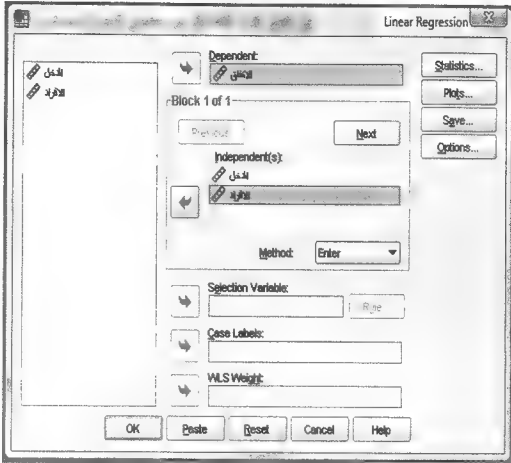 Linear Regression
الدخل
الافراد
Dependent:
الانفاق
Block 1 of 1
Previous
Next
Independent(s):
الدخل
الافراد
Method:
Enter
Selection Variable:
Rule
Case Labels:
WLS Weight:
Statistics...
Plots...
Save...
Options...
OK
Paste
Reset
Cancel
Help